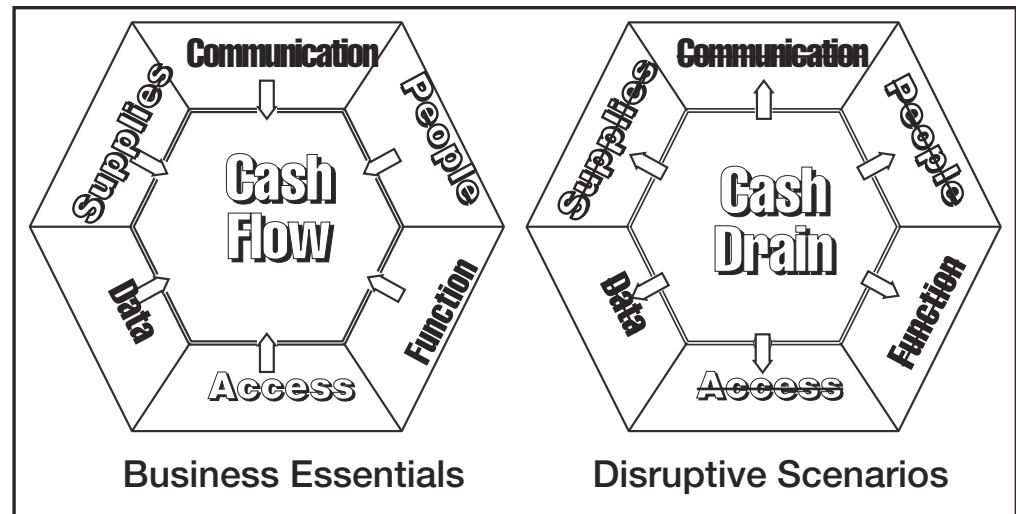 Communication
Supplies
People
Cash
Flow
Data
Function
Access
Business Essentials
Communication
Supplies
People
Cash
Drain
Data
Function
Access
Disruptive Scenarios